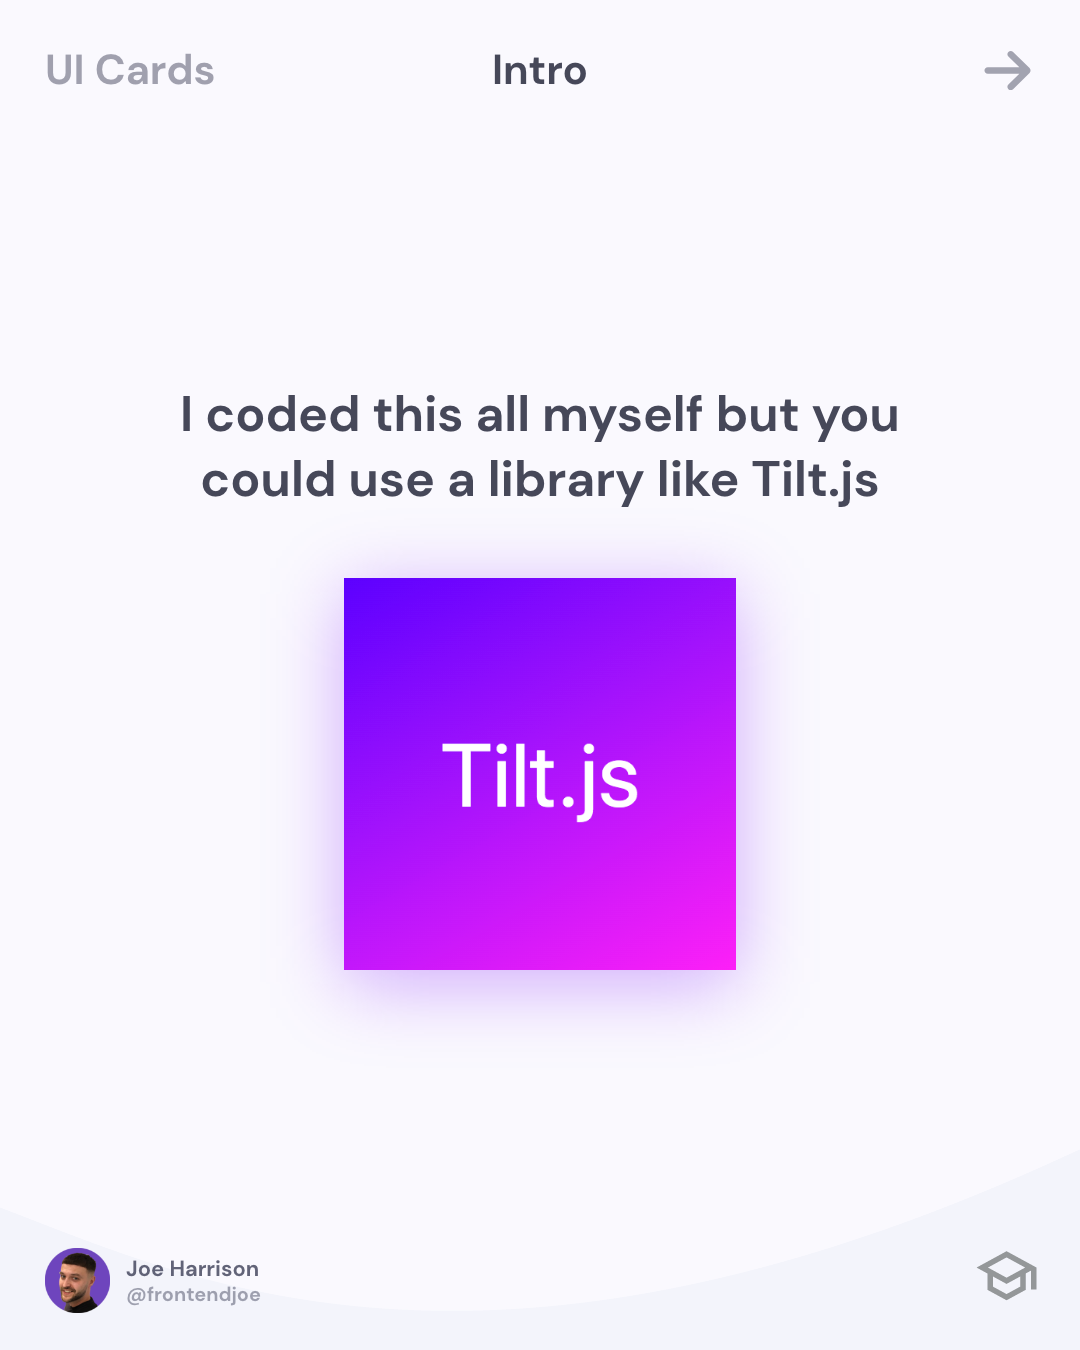 UI Cards
Intro
I coded this all myself but you
could use a library like Tilt.js
Tilt.js
Joe Harrison
@frontendjoe